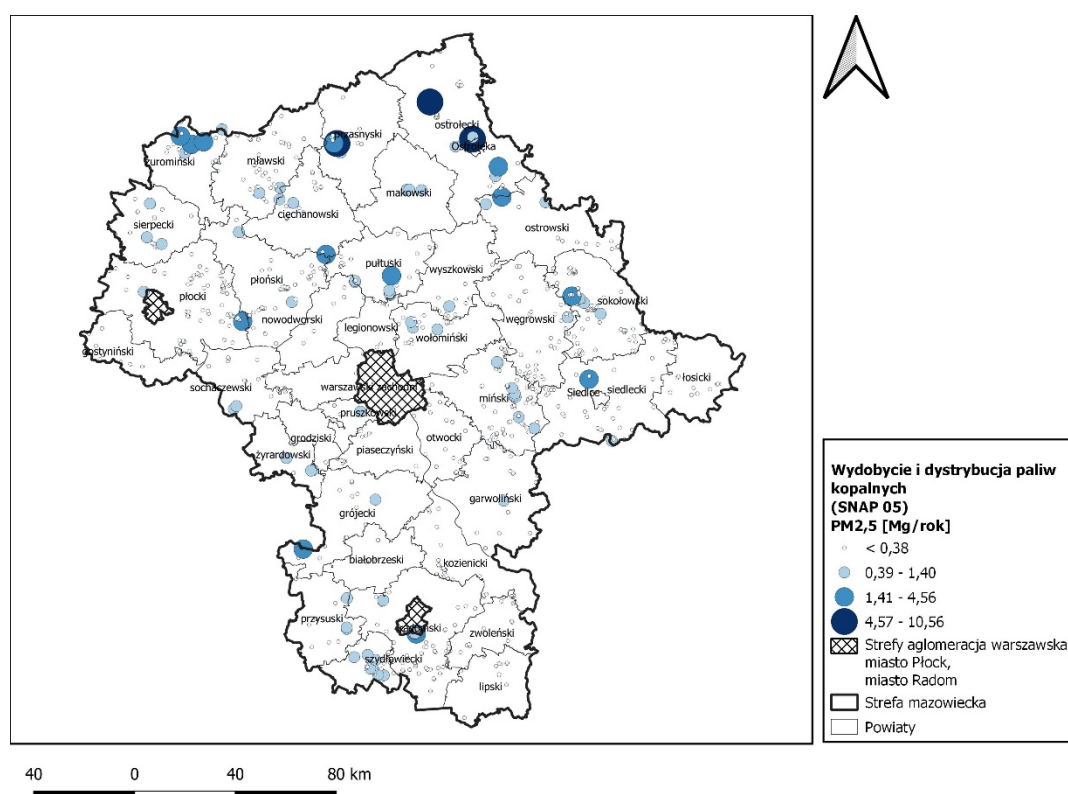 przasnyski
ostrołęcki
Ostrołęka
żuromiński
mławski
makowski
ciechanowski
sierpecki
ostrowski
pułtuski
wyszkowski
płoński
płocki
sokołowski
nowodworski
legionowski
węgrowski
wołomiński
gostyniński
sochaczewski
warszawski zachodni
łosicki
Siedlce
siedlecki
miński
pruszkowski
grodziski
otwocki
żyrardowski
piaseczyński
garwoliński
grójecki
białobrzeski
kozienicki
przysuski
zwoleński
szydłowiecki
lipski
Wydobycie i dystrybucja paliw
kopalnych
(SNAP 05)
PM2,5 [Mg/rok]
< 0,38
0,39 - 1,40
1,41 - 4,56
4,57 - 10,56
Strefy aglomeracja warszawska
miasto Płock,
miasto Radom
Strefa mazowiecka
Powiaty
40 0 40 80 km